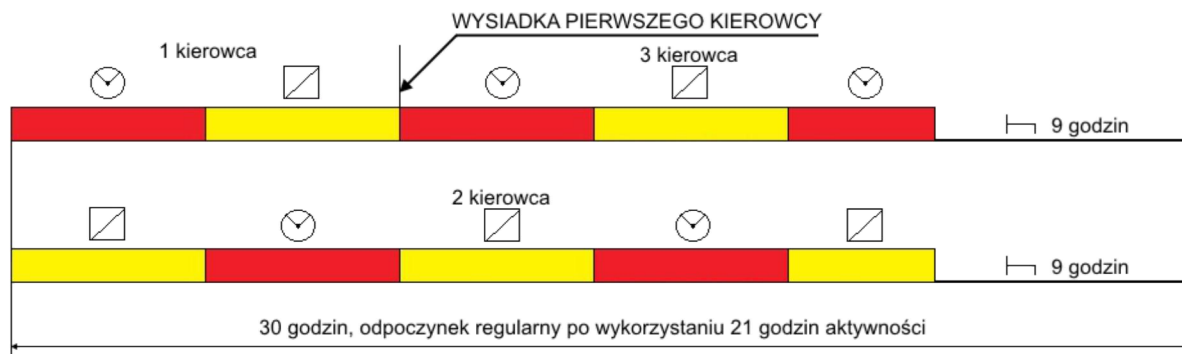 WYSIADKA PIERWSZEGO KIEROWCY
1 kierowca
3 kierowca
9 godzin
2 kierowca
9 godzin
30 godzin, odpoczynek regularny po wykorzystaniu 21 godzin aktywności